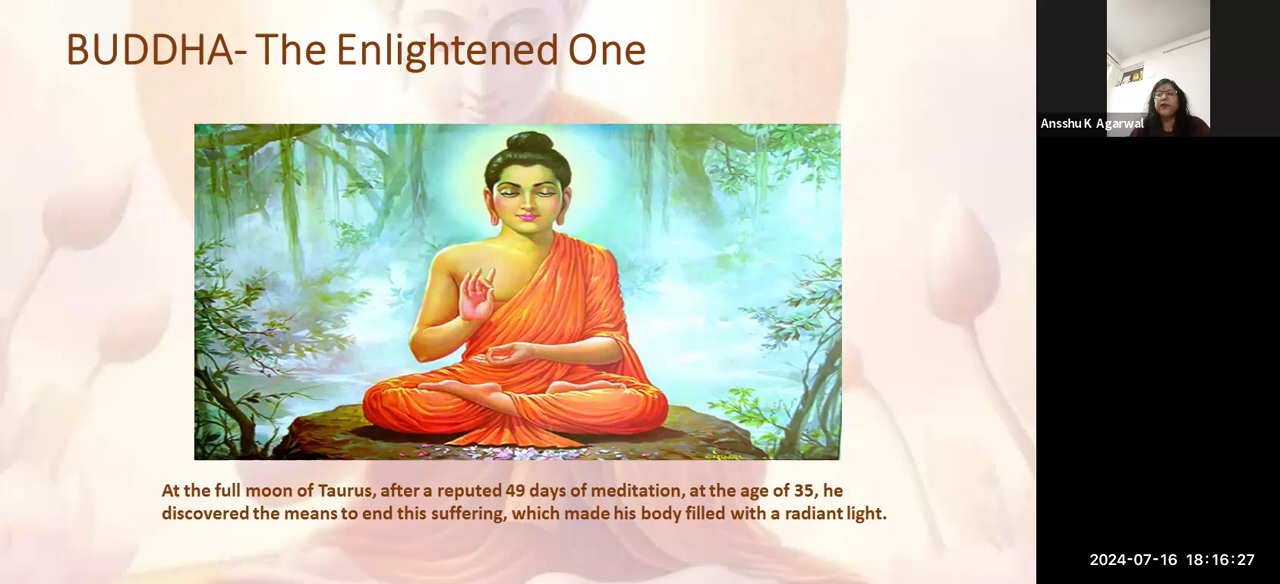 BUDDHA- The Enlightened One
At the full moon of Taurus, after a reputed 49 days of meditation, at the age of 35, he
discovered the means to end this suffering, which made his body filled with a radiant light.
Ansshu K Agarwal
2024-07-16 18:16:27